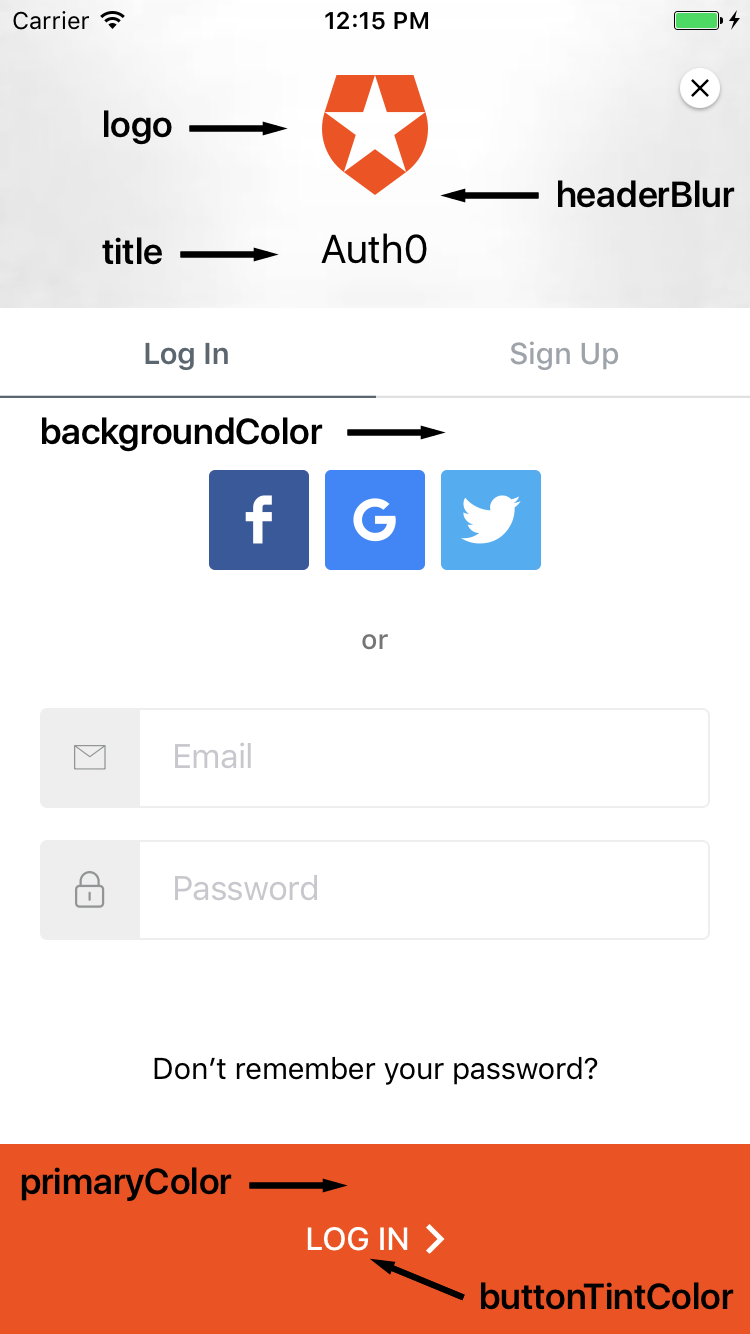 Carrier 12:15 PM
logo
headerBlur
title Auth0
Log In Sign Up
backgroundColor
f G
or
Email
Password
Don’t remember your password?
primaryColor
LOG IN
buttonTintColor